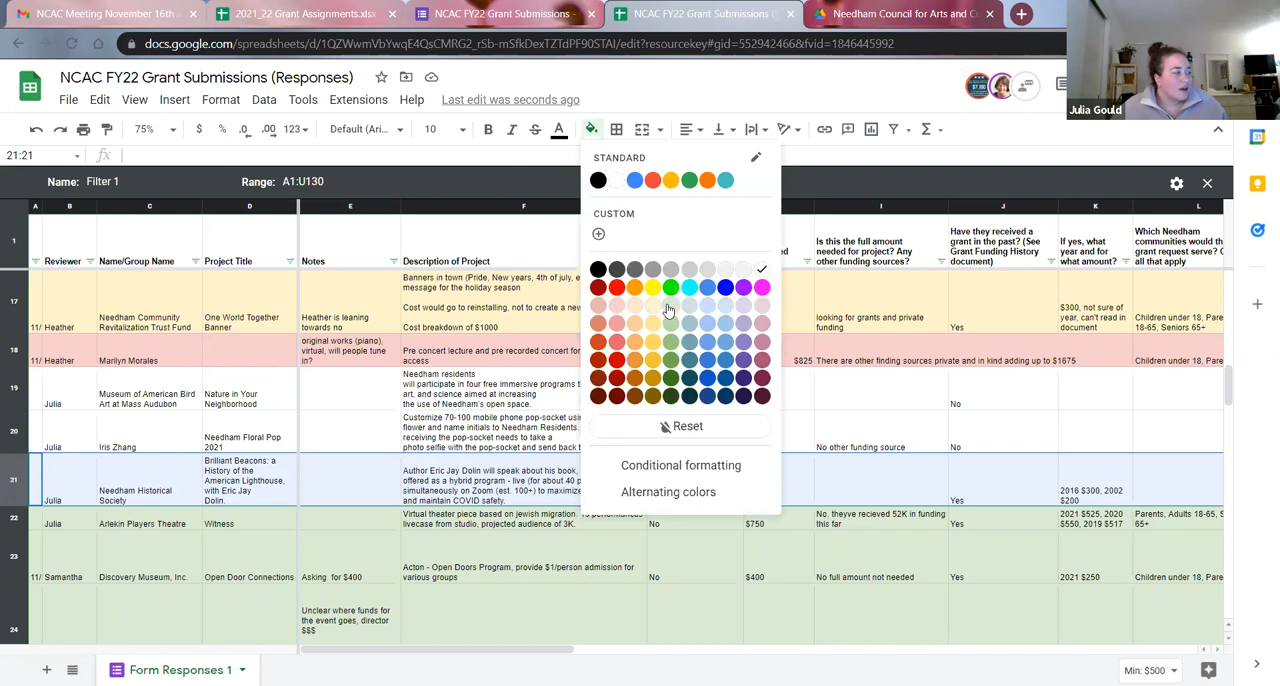 NCAC Meeting November 16th a
2021_22 Grant Assignments.xlsx
NCAC FY22 Grant Submissions -
NCAC FY22 Grant Submissions (
Needham Council for Arts and C
docs.google.com/spreadsheets/d/1QZWwmVbYwqE4QsCMRG2_rSb-mSfkDexTZTdPF90STAI/edit?resourcekey#gid=552942466&fvid=1846445992
Julia Gould
NCAC FY22 Grant Submissions (Responses)
File Edit View Insert Format Data Tools Extensions Help Last edit was seconds ago
75% $ % .0 .00 123 Default (Ari... 10 B I S A
21:21 fx
Name: Filter 1 Range: A1:U130
STANDARD
CUSTOM
Reset
Conditional formatting
Alternating colors
A B C D E F I J K L
1
Reviewer
Name/Group Name
Project Title
Notes
Description of Project
Is this the full amount
needed for project? Any
other funding sources?
Have they received a
grant in the past? (See
Grant Funding History
document)
If yes, what
year and for
what amount?
Which Needham
communities would th
grant request serve? C
all that apply
17
11/ Heather
Needham Community
Revitalization Trust Fund
One World Together
Banner
Heather is leaning
towards no
Banners in town (Pride, New years, 4th of july, e
message for the holiday season
Cost would go to reinstalling, not to create a new
Cost breakdown of $1000
looking for grants and private
funding
Yes
$300, not sure of
year, can't read in
document
Children under 18, Pare
18-65, Seniors 65+
18
11/ Heather
Marilyn Morales
original works (piano),
virtual, will people tune
in?
Pre concert lecture and pre recorded concert fo
access
$825
There are other finding sources private and in kind adding up to $1675
Children under 18, Pare
19
Julia
Museum of American Bird
Art at Mass Audubon
Nature in Your
Neighborhood
Needham residents
will participate in four free immersive programs t
art, and science aimed at increasing
the use of Needham's open space.
No
20
Julia
Iris Zhang
Needham Floral Pop
2021
Customize 70-100 mobile phone pop-socket usin
flower and name initials to Needham Residents.
receiving the pop-socket needs to take a
photo selfie with the pop-socket and send back t
No other funding source
No
21
Julia
Needham Historical
Society
Brilliant Beacons: a
History of the
American Lighthouse,
with Eric Jay
Dolin.
Author Eric Jay Dolin will speak about his book,
offered as a hybrid program - live (for about 40 p
simultaneously on Zoom (est. 100+) to maximize
and maintain COVID safety.
Yes
2016 $300, 2002
$200
22
Julia
Arlekin Players Theatre
Witness
Virtual theater piece based on jewish migration.
livecase from studio, projected audience of 3K.
No
$750
No, theyve recieved 52K in funding
this far
Yes
2021 $525, 2020
$550, 2019 $517
Parents, Adults 18-65, S
65+
23
11/ Samantha
Discovery Museum, Inc.
Open Door Connections
Asking for $400
Acton - Open Doors Program, provide $1/person admission for
various groups
No
$400
No full amount not needed
Yes
2021 $250
Children under 18, Pare
24
Unclear where funds for
the event goes, director
$$$
Form Responses 1
Min: $500